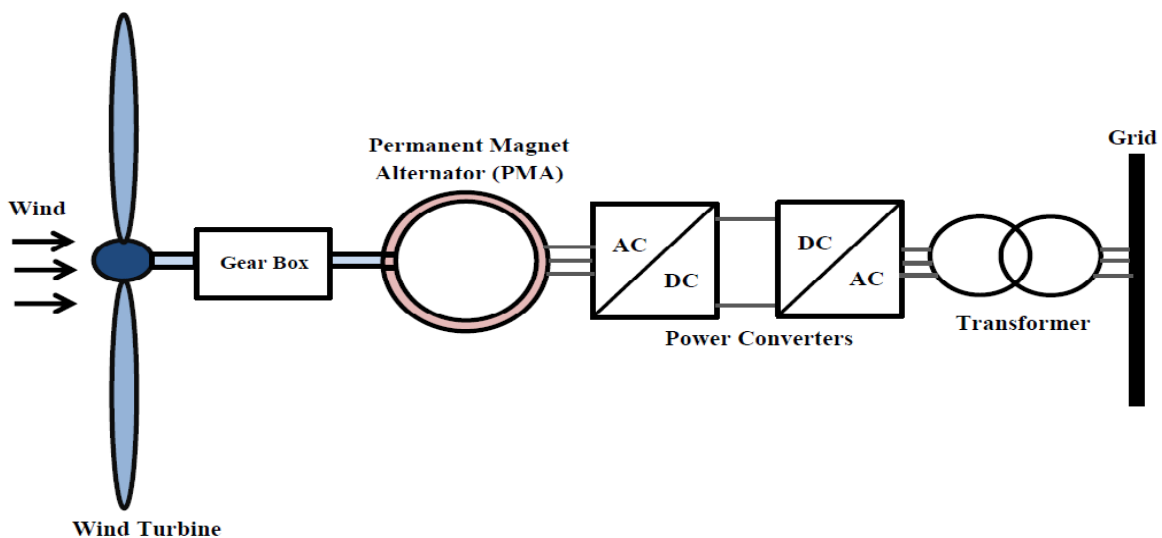 Permanent Magnet
Alternator (PMA)
Grid
Wind
Gear Box
AC
DC
DC
AC
Power Converters
Transformer
Wind Turbine